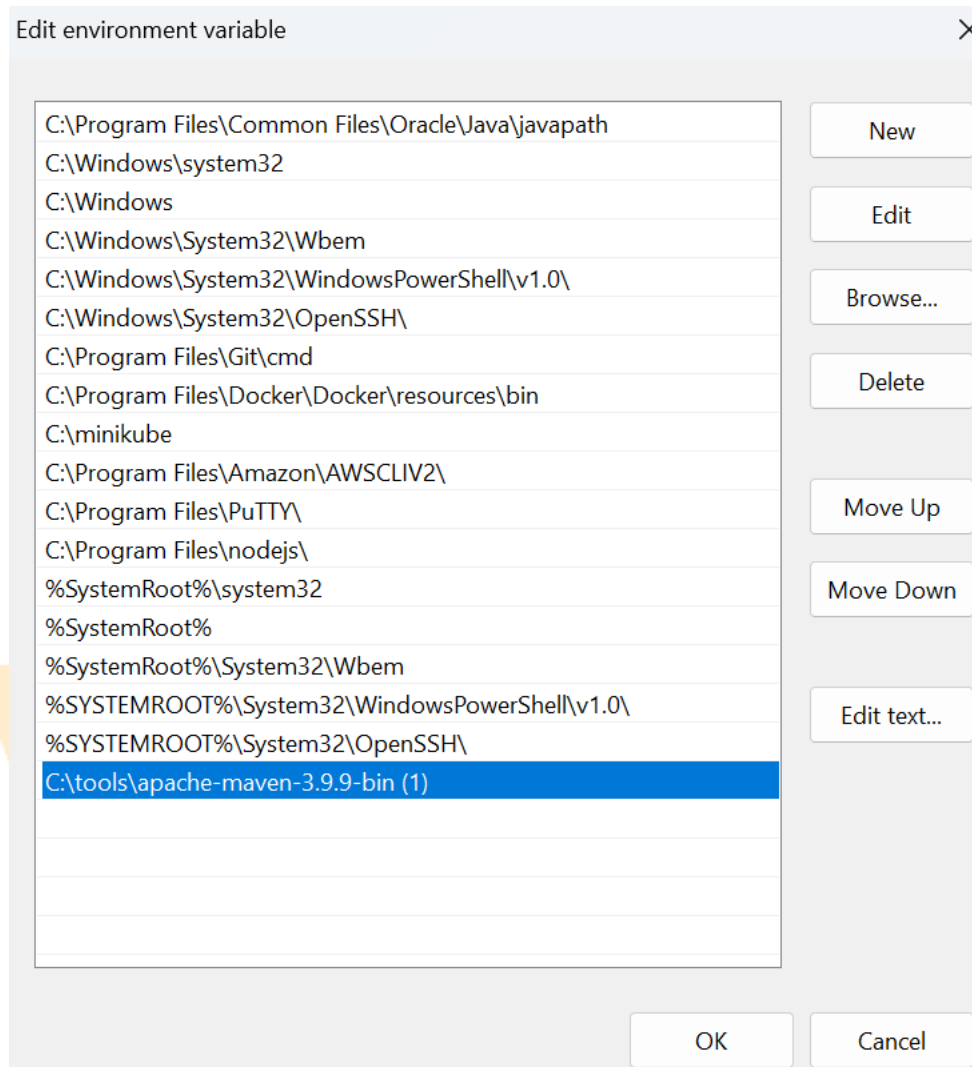 Edit environment variable
C:\Program Files\Common Files\Oracle\Java\javapath
C:\Windows\system32
C:\Windows
C:\Windows\System32\Wbem
C:\Windows\System32\WindowsPowerShell\v1.0\
C:\Windows\System32\OpenSSH\
C:\Program Files\Git\cmd
C:\Program Files\Docker\Docker\resources\bin
C:\minikube
C:\Program Files\Amazon\AWSCLIV2\
C:\Program Files\PuTTY\
C:\Program Files\nodejs\
%SystemRoot%\system32
%SystemRoot%
%SystemRoot%\System32\Wbem
%SYSTEMROOT%\System32\WindowsPowerShell\v1.0\
%SYSTEMROOT%\System32\OpenSSH\
C:\tools\apache-maven-3.9.9-bin (1)
New
Edit
Browse...
Delete
Move Up
Move Down
Edit text...
OK
Cancel